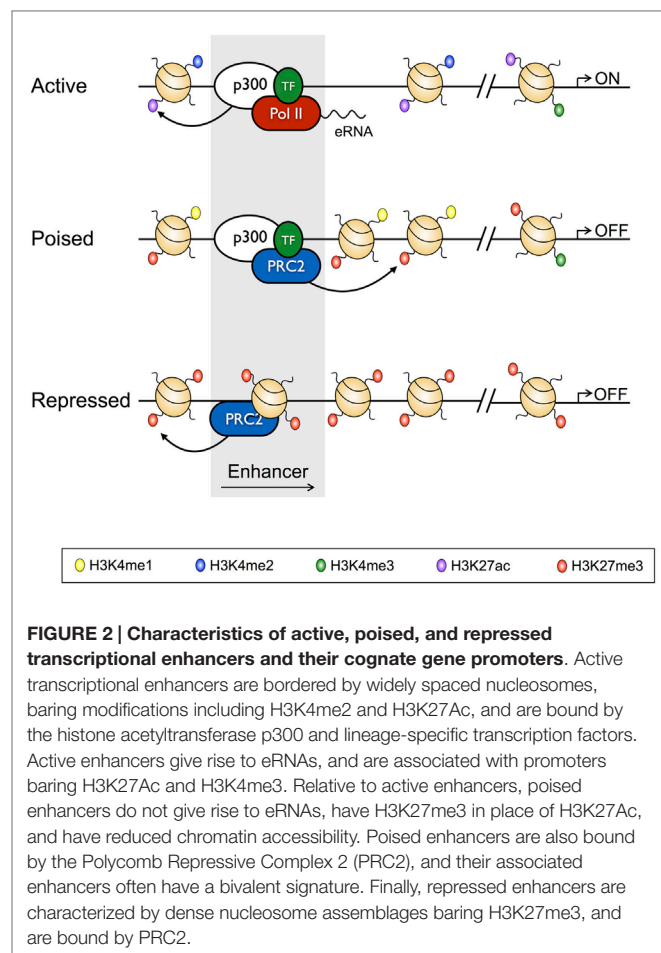 Active
p300
TF
Pol II
eRNA
ON
Poised
p300
TF
PRC2
OFF
Repressed
PRC2
OFF
Enhancer
H3K4me1 H3K4me2 H3K4me3 H3K27ac H3K27me3
FIGURE 2 | Characteristics of active, poised, and repressed
transcriptional enhancers and their cognate gene promoters. Active
transcriptional enhancers are bordered by widely spaced nucleosomes,
baring modifications including H3K4me2 and H3K27Ac, and are bound by
the histone acetyltransferase p300 and lineage-specific transcription factors.
Active enhancers give rise to eRNAs, and are associated with promoters
baring H3K27Ac and H3K4me3. Relative to active enhancers, poised
enhancers do not give rise to eRNAs, have H3K27me3 in place of H3K27Ac,
and have reduced chromatin accessibility. Poised enhancers are also bound
by the Polycomb Repressive Complex 2 (PRC2), and their associated
enhancers often have a bivalent signature. Finally, repressed enhancers are
characterized by dense nucleosome assemblages baring H3K27me3, and
are bound by PRC2.